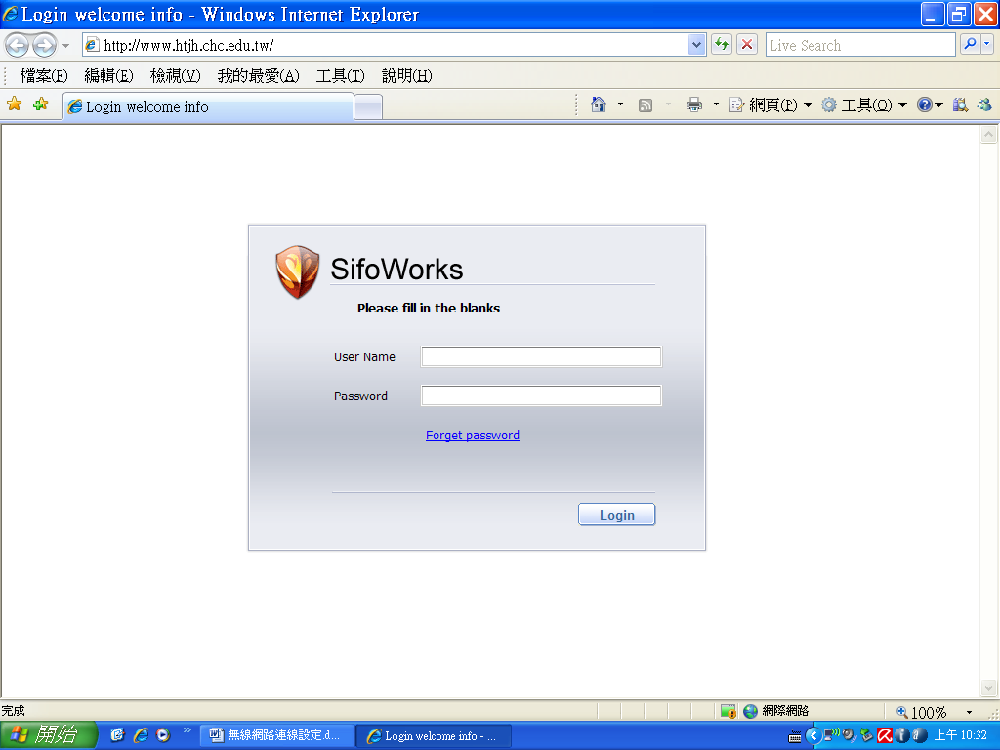 Login welcome info - Windows Internet Explorer
http://www.htjh.chc.edu.tw/
Live Search
檔案(F) 編輯(E) 檢視(V) 我的最愛(A) 工具(T) 說明(H)
Login welcome info
網頁(P) 工具(O)
SifoWorks
Please fill in the blanks
User Name
Password
Forget password
Login
完成 網際網路 100%
開始 無線網路連線設定.d... Login welcome info - ... 上午 10:32